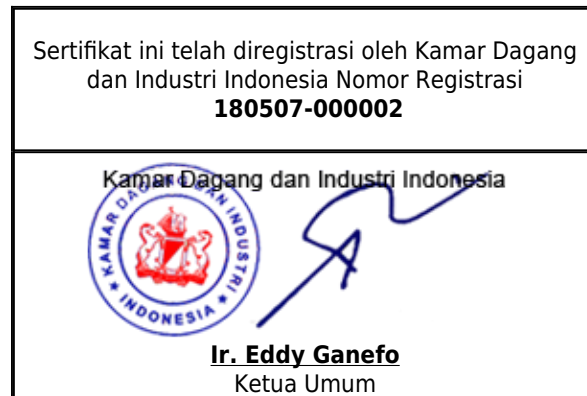 Sertifikat ini telah diregistrasi oleh Kamar Dagang
dan Industri Indonesia Nomor Registrasi
180507-000002
Kamar Dagang dan Industri Indonesia
KAMAR DAGANG DAN INDUSTRI
INDONESIA
Ir. Eddy Ganefo
Ketua Umum